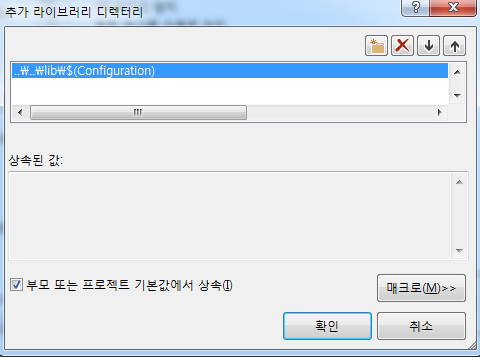 추가 라이브러리 디렉터리
..₩..₩lib₩$(Configuration)
상속된 값:
부모 또는 프로젝트 기본값에서 상속(I)
매크로(M)>>
확인
취소